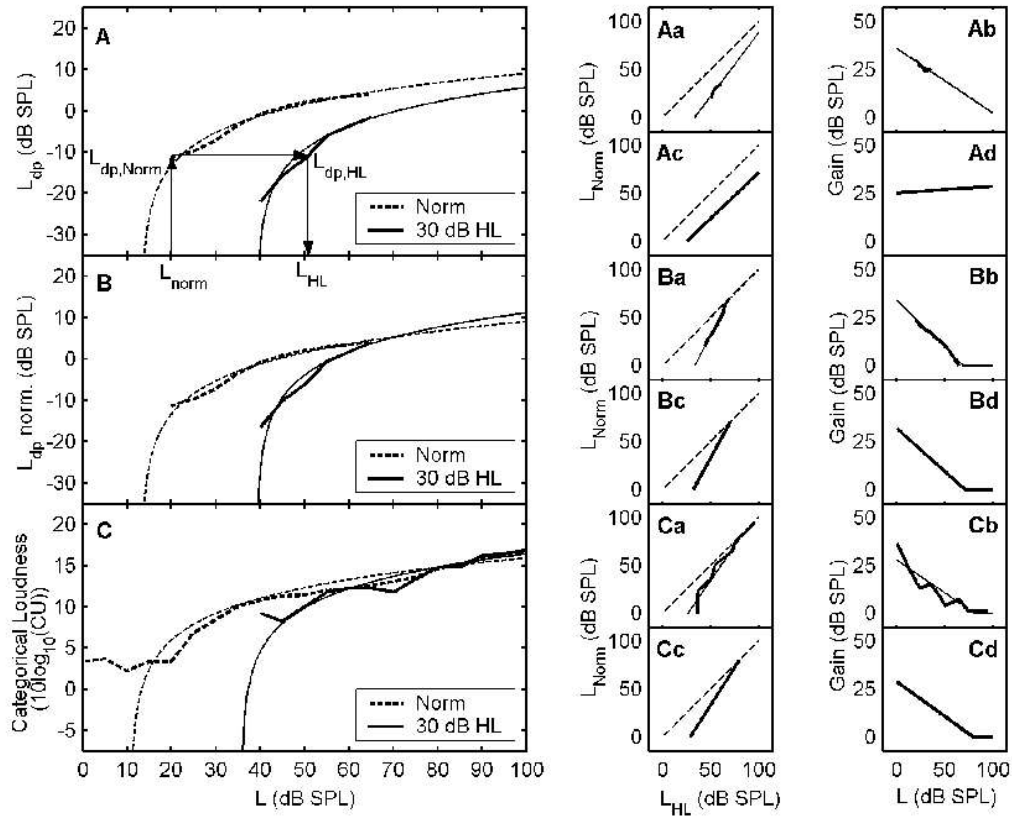 A
20
10
0
-10
-20
-30
L_dp (dB SPL)
L_dp,Norm
L_dp,HL
Norm
30 dB HL
L_norm
L_HL
B
20
10
0
-10
-20
-30
L_dp norm. (dB SPL)
Norm
30 dB HL
C
20
15
10
5
0
-5
Categorical Loudness
(10log10(CU))
Norm
30 dB HL
0 10 20 30 40 50 60 70 80 90 100
L (dB SPL)
Aa
100
50
0
Ac
100
50
0
L_Norm (dB SPL)
Ba
100
50
0
Bc
100
50
0
L_Norm (dB SPL)
Ca
100
50
0
Cc
100
50
0
L_Norm (dB SPL)
0 50 100
L_HL (dB SPL)
Ab
50
25
0
Ad
50
25
0
Gain (dB SPL)
Bb
50
25
0
Bd
50
25
0
Gain (dB SPL)
Cb
50
25
0
Cd
50
25
0
Gain (dB SPL)
0 50 100
L (dB SPL)